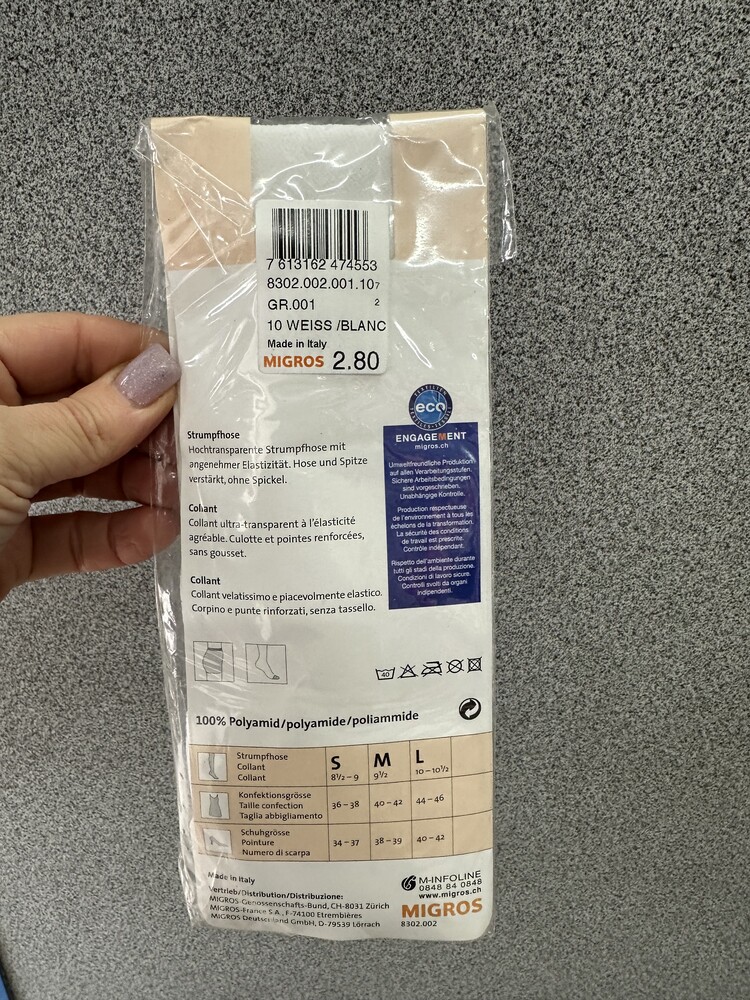 7 613162 474553
8302.002.001.10 7
GR.001 2
10 WEISS /BLANC
Made in Italy
MIGROS 2.80
eco
ENGAGEMENT
migros.ch
Umweltfreundliche Produktion
auf allen Verarbeitungsstufen.
Sichere Arbeitsbedingungen
sind vorgeschrieben.
Unabhängige Kontrolle.
Production respectueuse
de l'environnement à tous les
échelons de la transformation.
La sécurité des conditions
de travail est prescrite.
Contrôle indépendant.
Rispetto dell'ambiente durante
tutti gli stadi della produzione.
Condizioni di lavoro sicure.
Controlli svolti da organi
indipendenti.
Strumpfhose
Hochtransparente Strumpfhose mit
angenehmer Elastizität. Hose und Spitze
verstärkt, ohne Spickel.
Collant
Collant ultra-transparent à l'élasticité
agréable. Culotte et pointes renforcées,
sans gousset.
Collant
Collant velatissimo e piacevolmente elastico.
Corpino e punte rinforzati, senza tassello.
40
100% Polyamid/polyamide/poliammide
Strumpfhose
Collant
Collant
S M L
8½ – 9 9½ 10 – 10½
Konfektionsgrösse
Taille confection
Taglia abbigliamento
36 – 38 40 – 42 44 – 46
Schuhgrösse
Pointure
Numero di scarpa
34 – 37 38 – 39 40 – 42
Made in Italy
Vertrieb/Distribution/Distribuzione:
MIGROS-Genossenschafts-Bund, CH-8031 Zürich
MIGROS-France S.A., F-74100 Etrembières
MIGROS Deutschland GmbH, D-79539 Lörrach
M-INFOLINE
0848 84 0848
www.migros.ch
MIGROS
8302.002